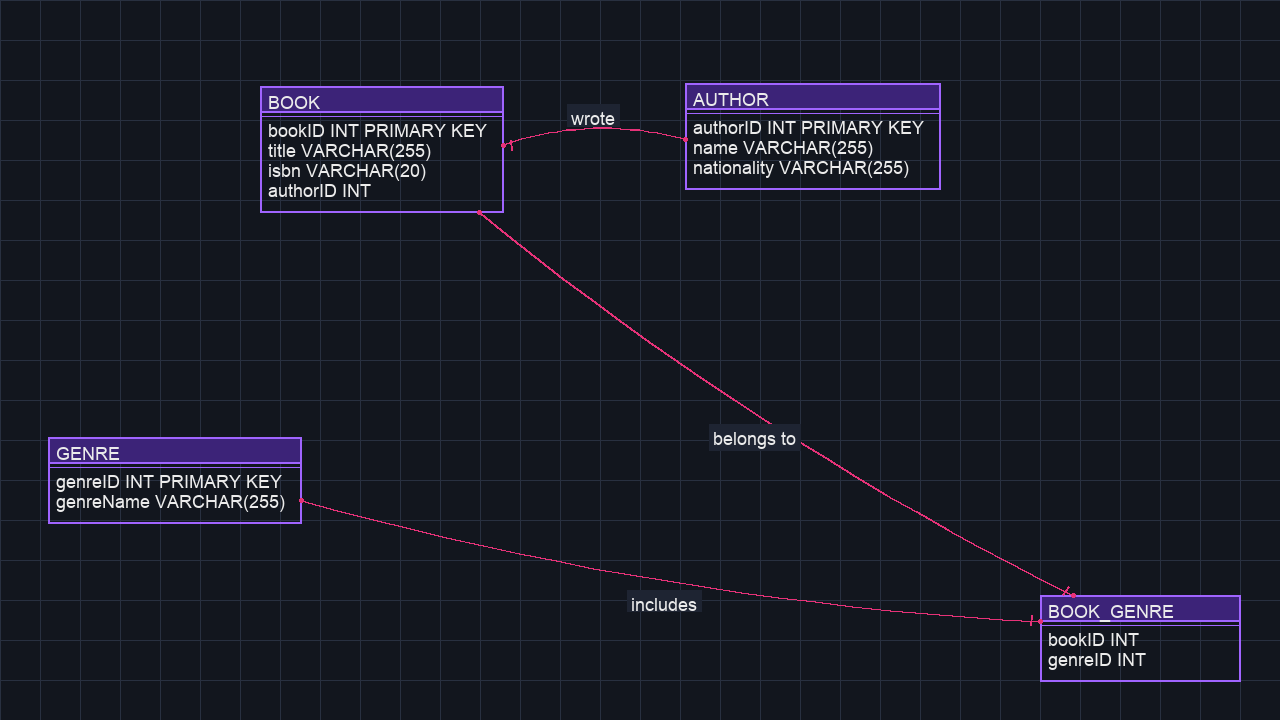 BOOK
bookID INT PRIMARY KEY
title VARCHAR(255)
isbn VARCHAR(20)
authorID INT
wrote
AUTHOR
authorID INT PRIMARY KEY
name VARCHAR(255)
nationality VARCHAR(255)
belongs to
GENRE
genreID INT PRIMARY KEY
genreName VARCHAR(255)
includes
BOOK_GENRE
bookID INT
genreID INT